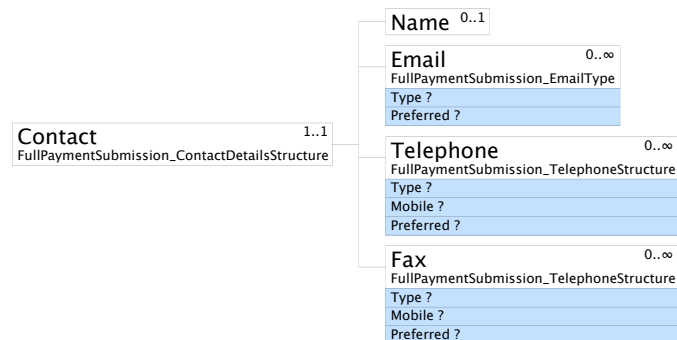 Name 0..1
Email 0..∞
FullPaymentSubmission_EmailType
Type ?
Preferred ?
Contact 1..1
FullPaymentSubmission_ContactDetailsStructure
Telephone 0..∞
FullPaymentSubmission_TelephoneStructure
Type ?
Mobile ?
Preferred ?
Fax 0..∞
FullPaymentSubmission_TelephoneStructure
Type ?
Mobile ?
Preferred ?